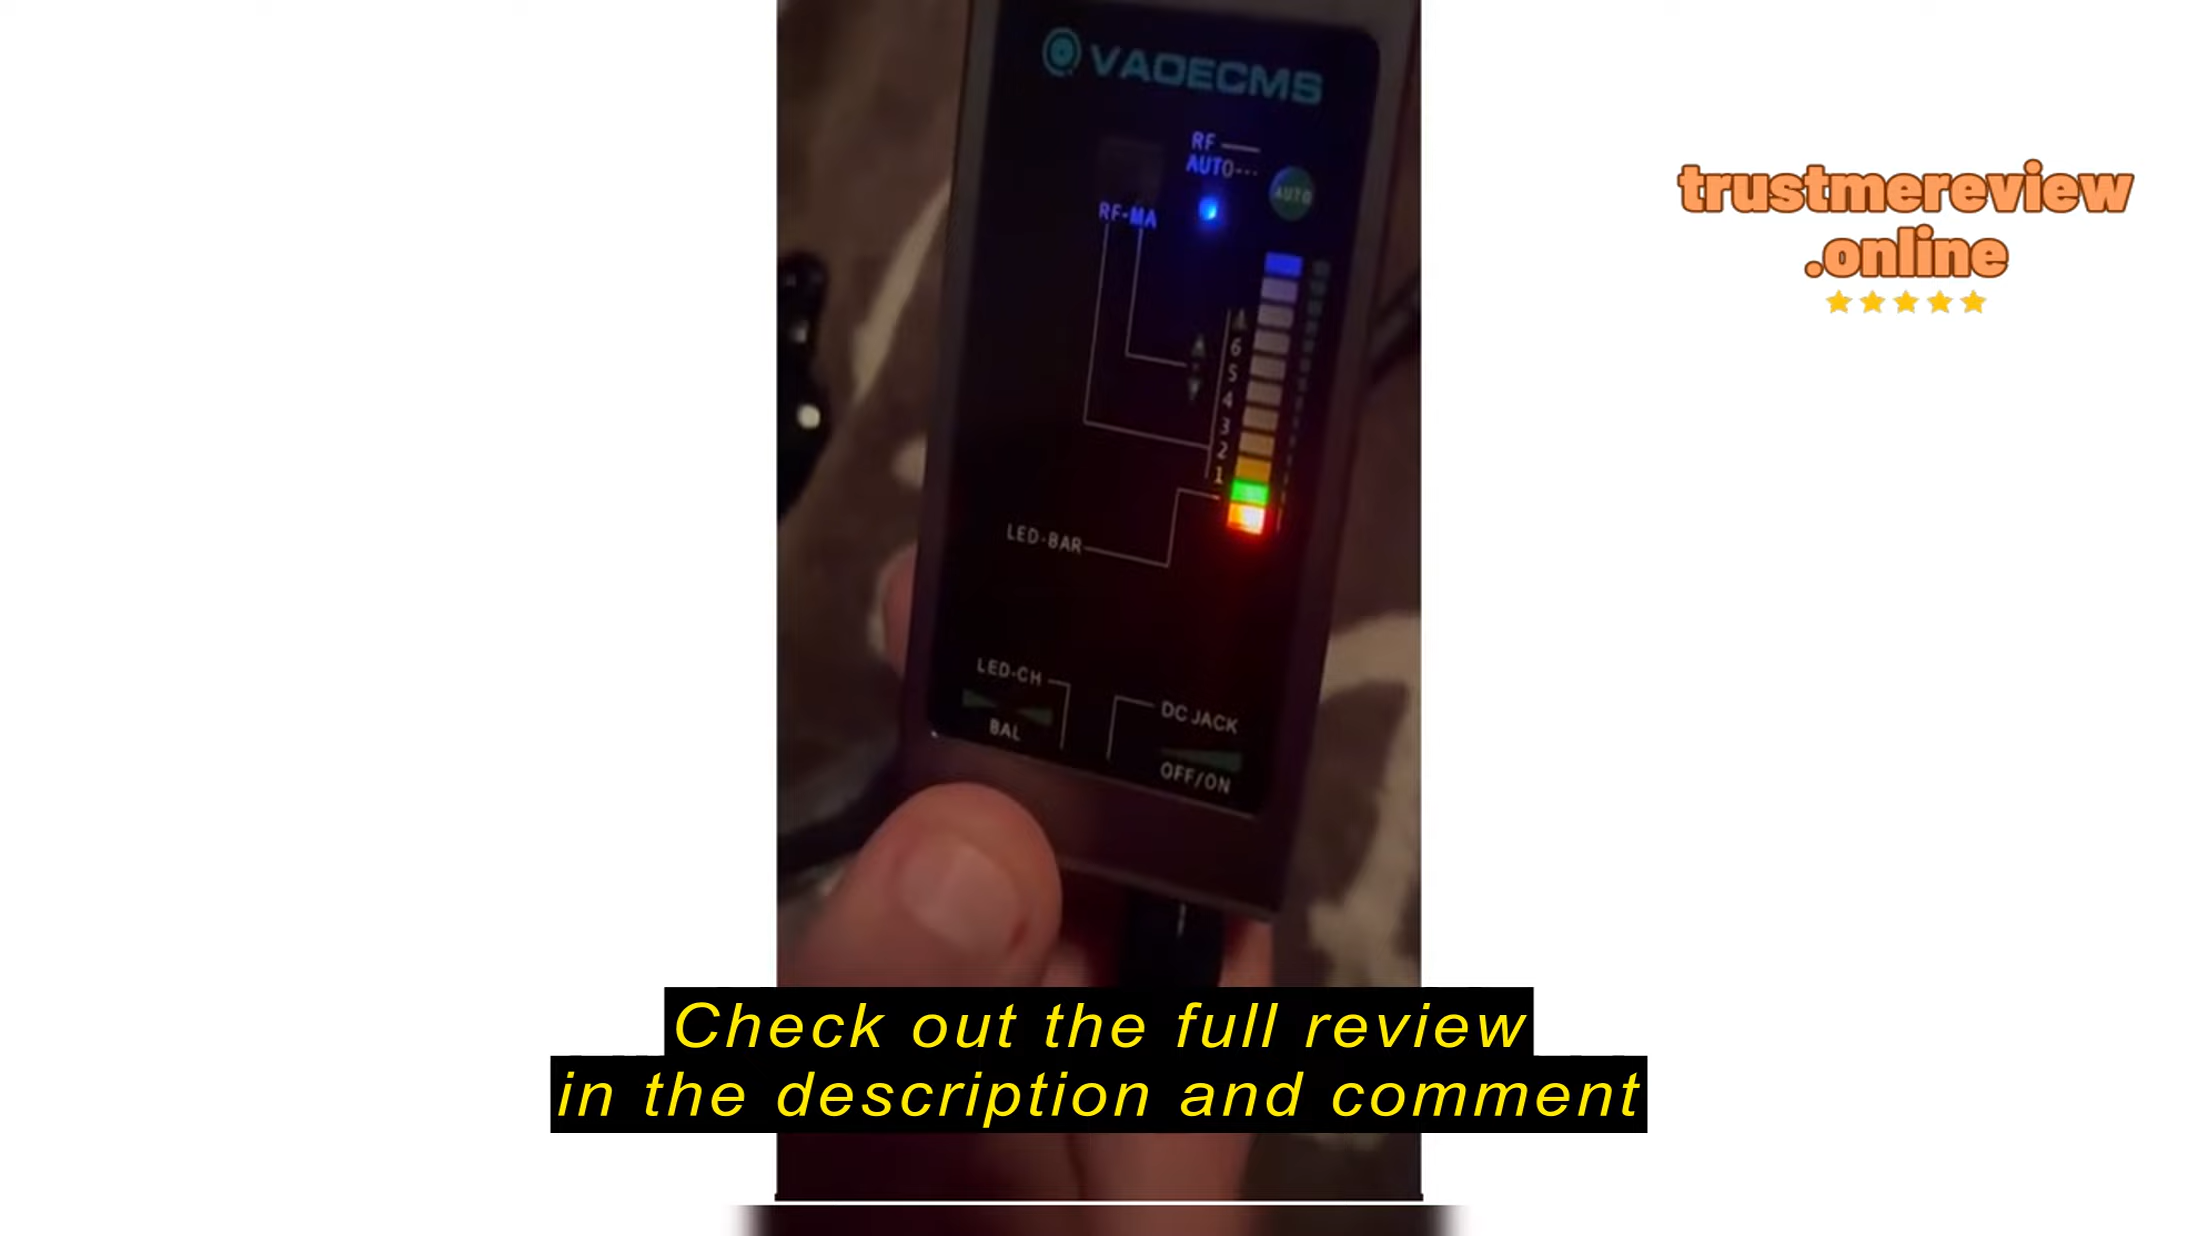 VAOECMS
RF
AUTO
AUTO
RF-MA
6
5
4
3
2
1
LED-BAR
LED-CH
BAL
DC JACK
OFF/ON
trustmereview
.online
Check out the full review
in the description and comment